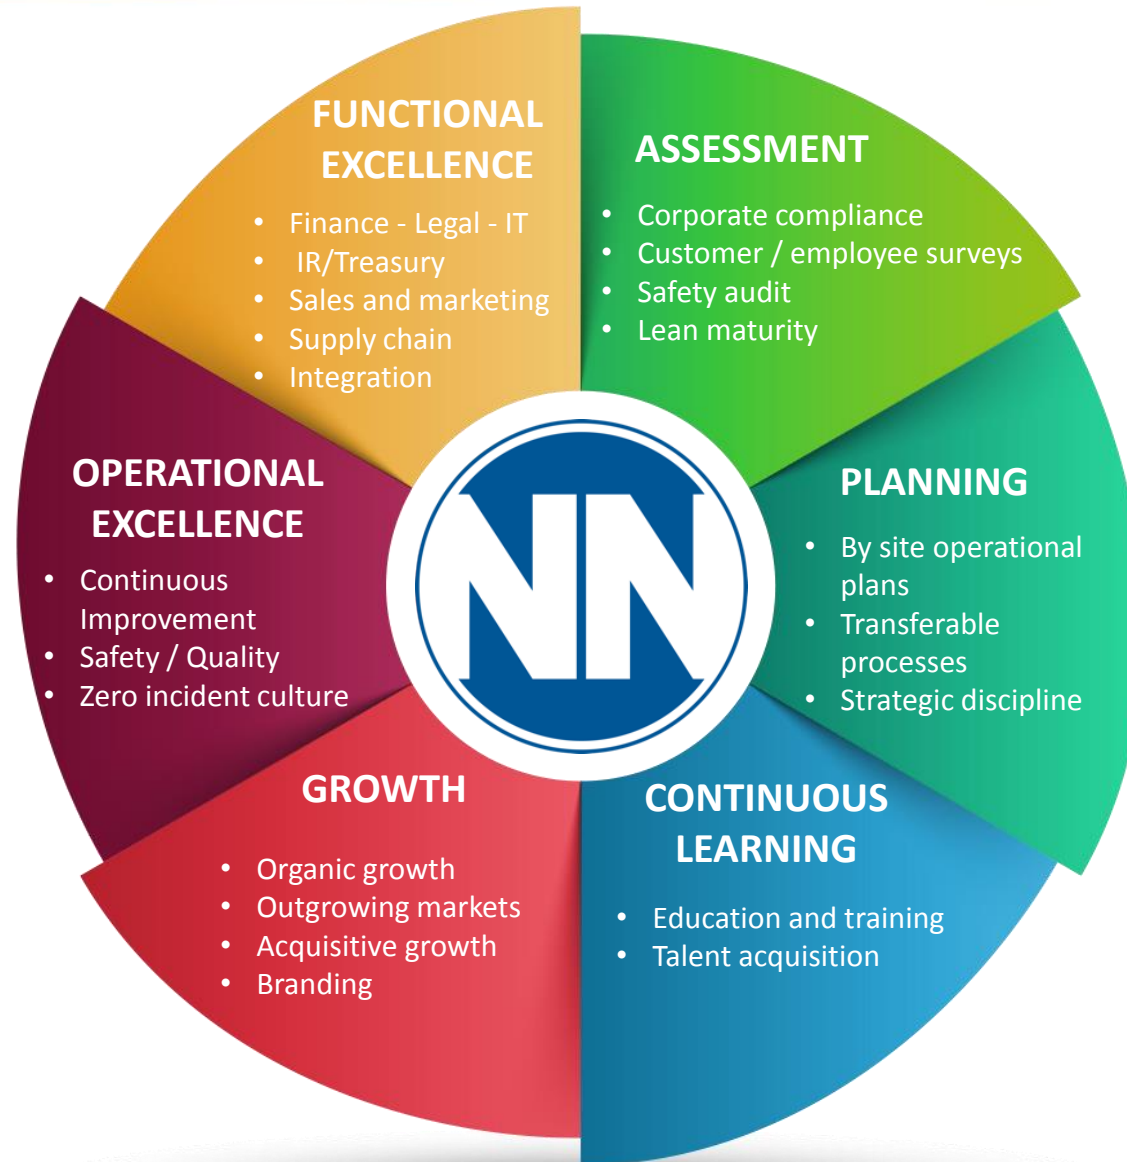 FUNCTIONAL
EXCELLENCE
• Finance - Legal - IT
• IR/Treasury
• Sales and marketing
• Supply chain
• Integration
ASSESSMENT
• Corporate compliance
• Customer / employee surveys
• Safety audit
• Lean maturity
PLANNING
• By site operational
plans
• Transferable
processes
• Strategic discipline
CONTINUOUS
LEARNING
• Education and training
• Talent acquisition
GROWTH
• Organic growth
• Outgrowing markets
• Acquisitive growth
• Branding
OPERATIONAL
EXCELLENCE
• Continuous
Improvement
• Safety / Quality
• Zero incident culture
NN